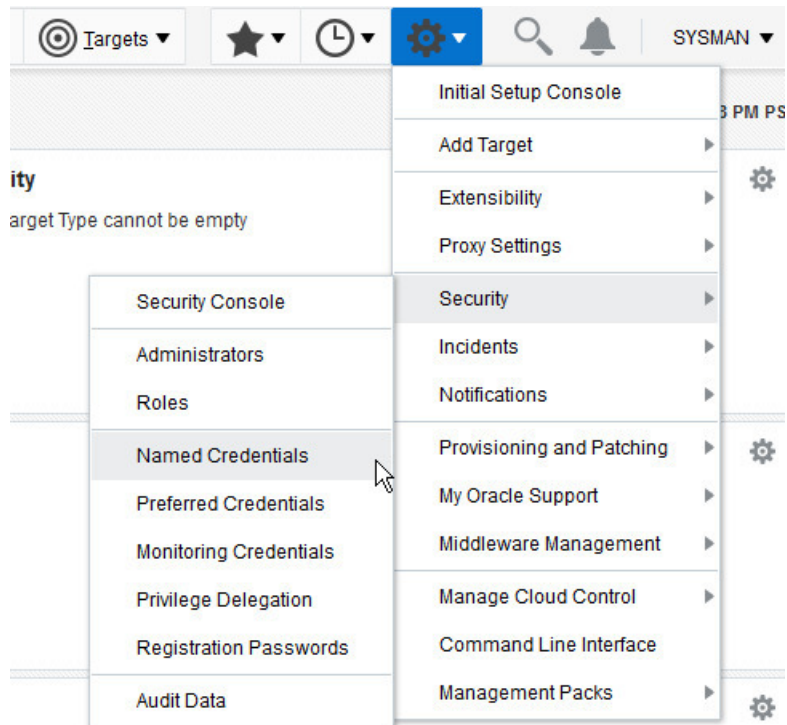 Targets
SYSMAN
Initial Setup Console
3 PM PS
Add Target
ity
arget Type cannot be empty
Extensibility
Proxy Settings
Security
Incidents
Notifications
Provisioning and Patching
My Oracle Support
Middleware Management
Manage Cloud Control
Command Line Interface
Management Packs
Security Console
Administrators
Roles
Named Credentials
Preferred Credentials
Monitoring Credentials
Privilege Delegation
Registration Passwords
Audit Data